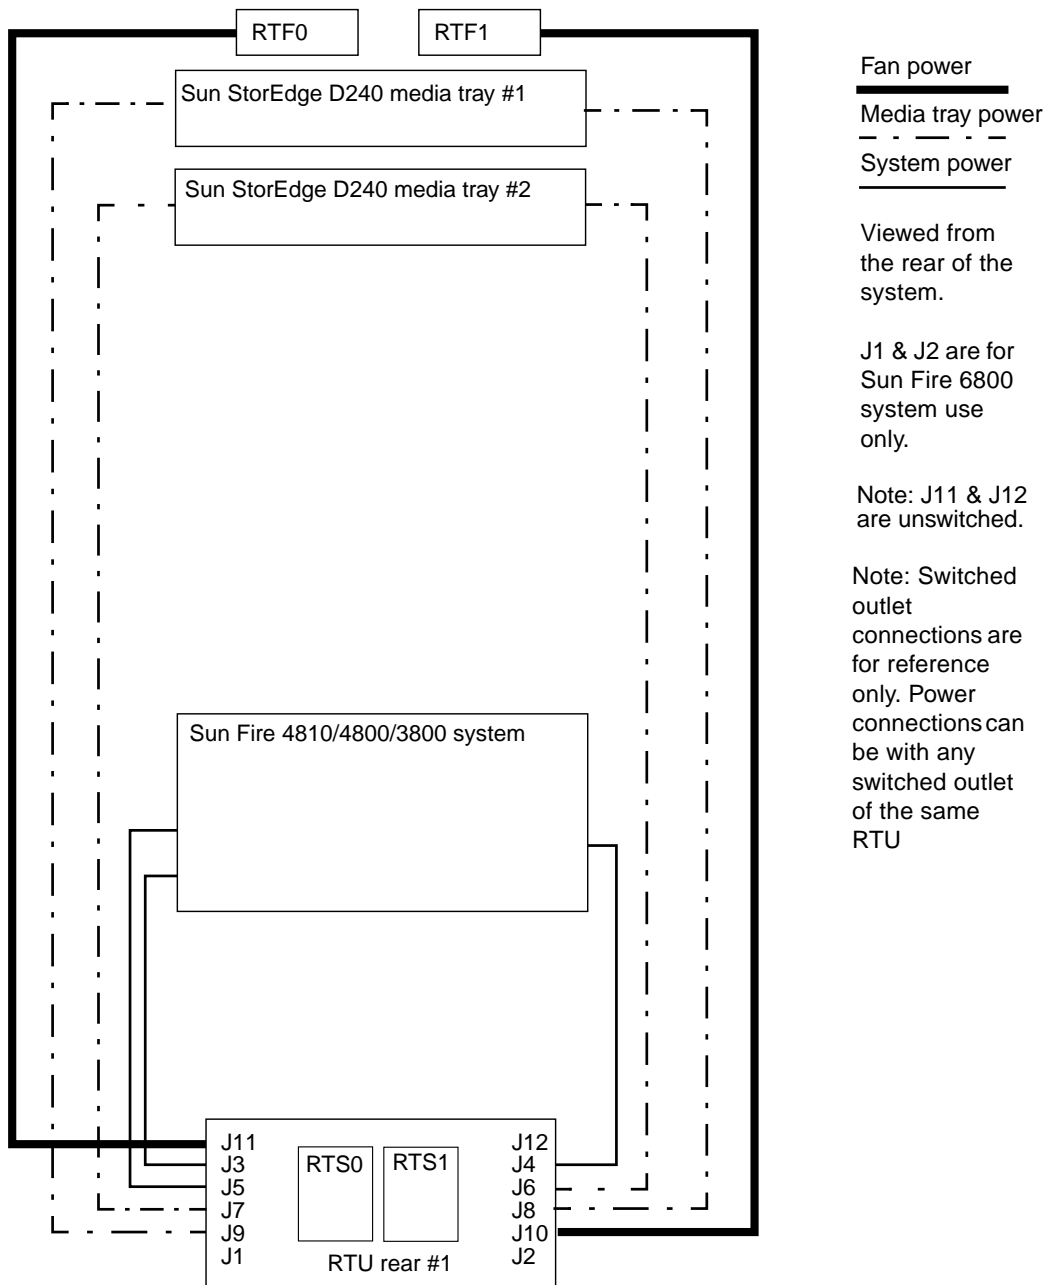 RTF0
RTF1
Sun StorEdge D240 media tray #1
Sun StorEdge D240 media tray #2
Sun Fire 4810/4800/3800 system
J11
J3
J5
J7
J9
J1
RTS0
RTS1
RTU rear #1
J12
J4
J6
J8
J10
J2
Fan power
Media tray power
System power
Viewed from
the rear of the
system.
J1 & J2 are for
Sun Fire 6800
system use
only.
Note: J11 & J12
are unswitched.
Note: Switched
outlet
connections are
for reference
only. Power
connections can
be with any
switched outlet
of the same
RTU